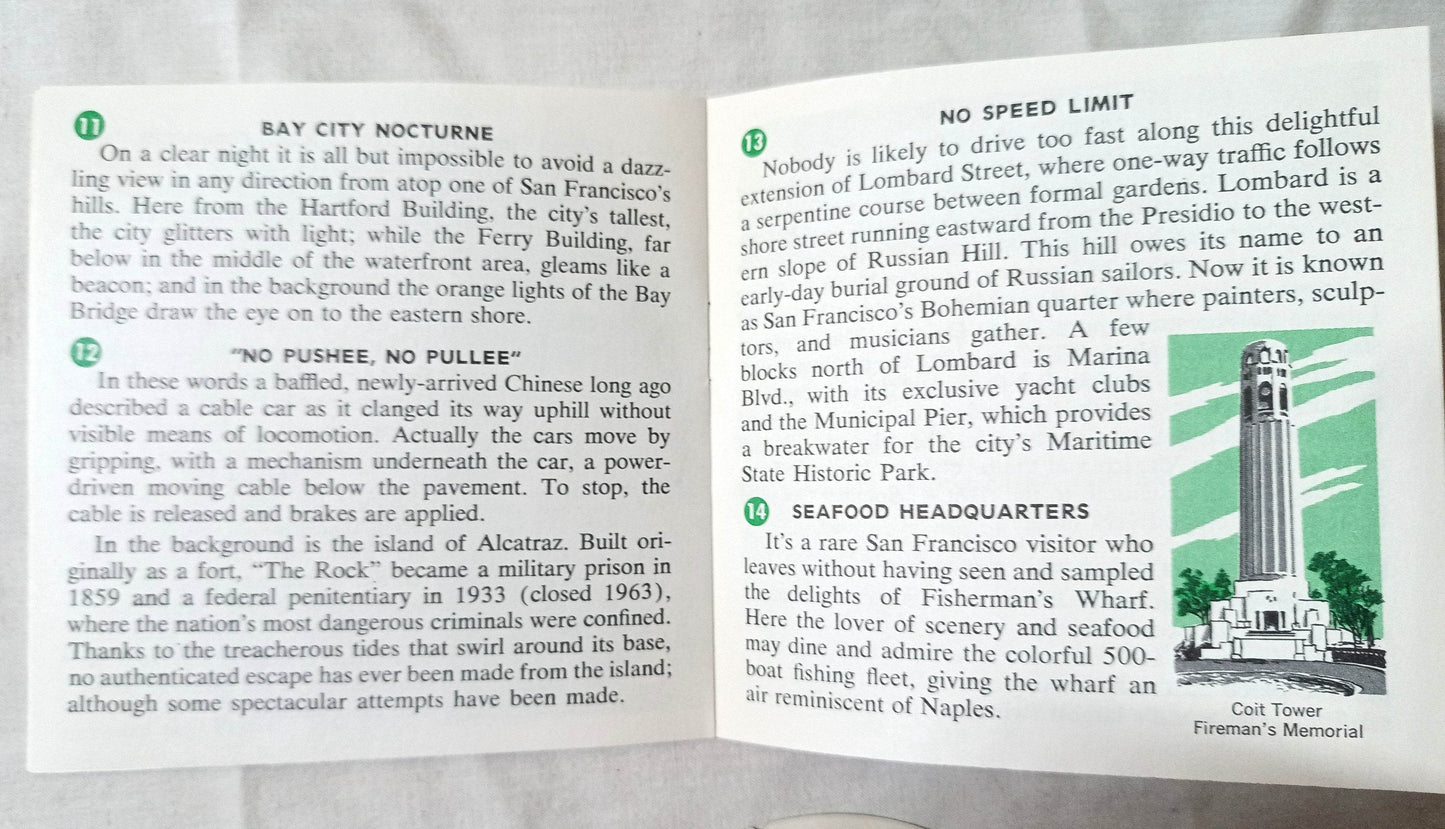 11
BAY CITY NOCTURNE
On a clear night it is all but impossible to avoid a dazz-
ling view in any direction from atop one of San Francisco's
hills. Here from the Hartford Building, the city's tallest,
the city glitters with light; while the Ferry Building, far
below in the middle of the waterfront area, gleams like a
beacon; and in the background the orange lights of the Bay
Bridge draw the eye on to the eastern shore.
12
"NO PUSHEE, NO PULLEE"
In these words a baffled, newly-arrived Chinese long ago
described a cable car as it clanged its way uphill without
visible means of locomotion. Actually the cars move by
gripping, with a mechanism underneath the car, a power-
driven moving cable below the pavement. To stop, the
cable is released and brakes are applied.
In the background is the island of Alcatraz. Built ori-
ginally as a fort, "The Rock" became a military prison in
1859 and a federal penitentiary in 1933 (closed 1963),
where the nation's most dangerous criminals were confined.
Thanks to the treacherous tides that swirl around its base,
no authenticated escape has ever been made from the island;
although some spectacular attempts have been made.
13
NO SPEED LIMIT
Nobody is likely to drive too fast along this delightful
extension of Lombard Street, where one-way traffic follows
a serpentine course between formal gardens. Lombard is a
shore street running eastward from the Presidio to the west-
ern slope of Russian Hill. This hill owes its name to an
early-day burial ground of Russian sailors. Now it is known
as San Francisco's Bohemian quarter where painters, sculp-
tors, and musicians gather. A few
blocks north of Lombard is Marina
Blvd., with its exclusive yacht clubs
and the Municipal Pier, which provides
a breakwater for the city's Maritime
State Historic Park.
14 SEAFOOD HEADQUARTERS
It's a rare San Francisco visitor who
leaves without having seen and sampled
the delights of Fisherman's Wharf.
Here the lover of scenery and seafood
may dine and admire the colorful 500-
boat fishing fleet, giving the wharf an
air reminiscent of Naples.
Coit Tower
Fireman's Memorial